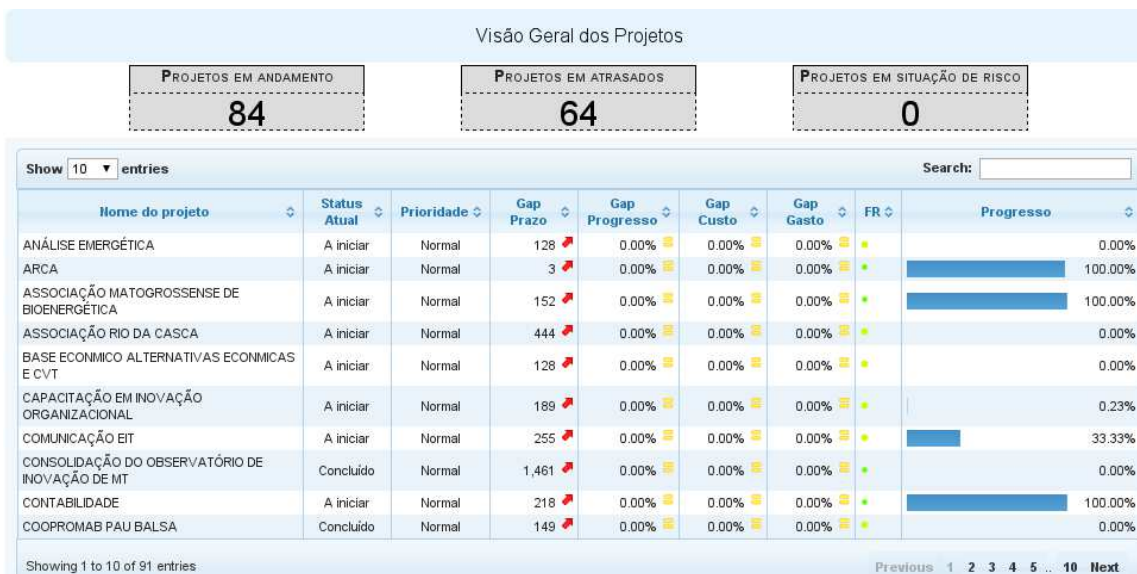 Visão Geral dos Projetos
PROJETOS EM ANDAMENTO PROJETOS EM ATRASADOS PROJETOS EM SITUAÇÃO DE RISCO
84 64 0
Show 10 entries Search:
Nome do projeto Status Atual Prioridade Gap Prazo Gap Progresso Gap Custo Gap Gasto FR Progresso
ANÁLISE EMERGÉTICA A iniciar Normal 128 0.00% 0.00% 0.00% 0.00%
ARCA A iniciar Normal 3 0.00% 0.00% 0.00% 100.00%
ASSOCIAÇÃO MATOGROSSENSE DE
BIOENERGÉTICA A iniciar Normal 152 0.00% 0.00% 0.00% 100.00%
ASSOCIAÇÃO RIO DA CASCA A iniciar Normal 444 0.00% 0.00% 0.00% 0.00%
BASE ECONMICO ALTERNATIVAS ECONMICAS
E CVT A iniciar Normal 128 0.00% 0.00% 0.00% 0.00%
CAPACITAÇÃO EM INOVAÇÃO
ORGANIZACIONAL A iniciar Normal 189 0.00% 0.00% 0.00% 0.23%
COMUNICAÇÃO EIT A iniciar Normal 255 0.00% 0.00% 0.00% 33.33%
CONSOLIDAÇÃO DO OBSERVATÓRIO DE
INOVAÇÃO DE MT Concluído Normal 1,461 0.00% 0.00% 0.00% 0.00%
CONTABILIDADE A iniciar Normal 218 0.00% 0.00% 0.00% 100.00%
COOPROMAB PAU BALSA Concluído Normal 149 0.00% 0.00% 0.00% 0.00%
Showing 1 to 10 of 91 entries Previous 1 2 3 4 5 .. 10 Next